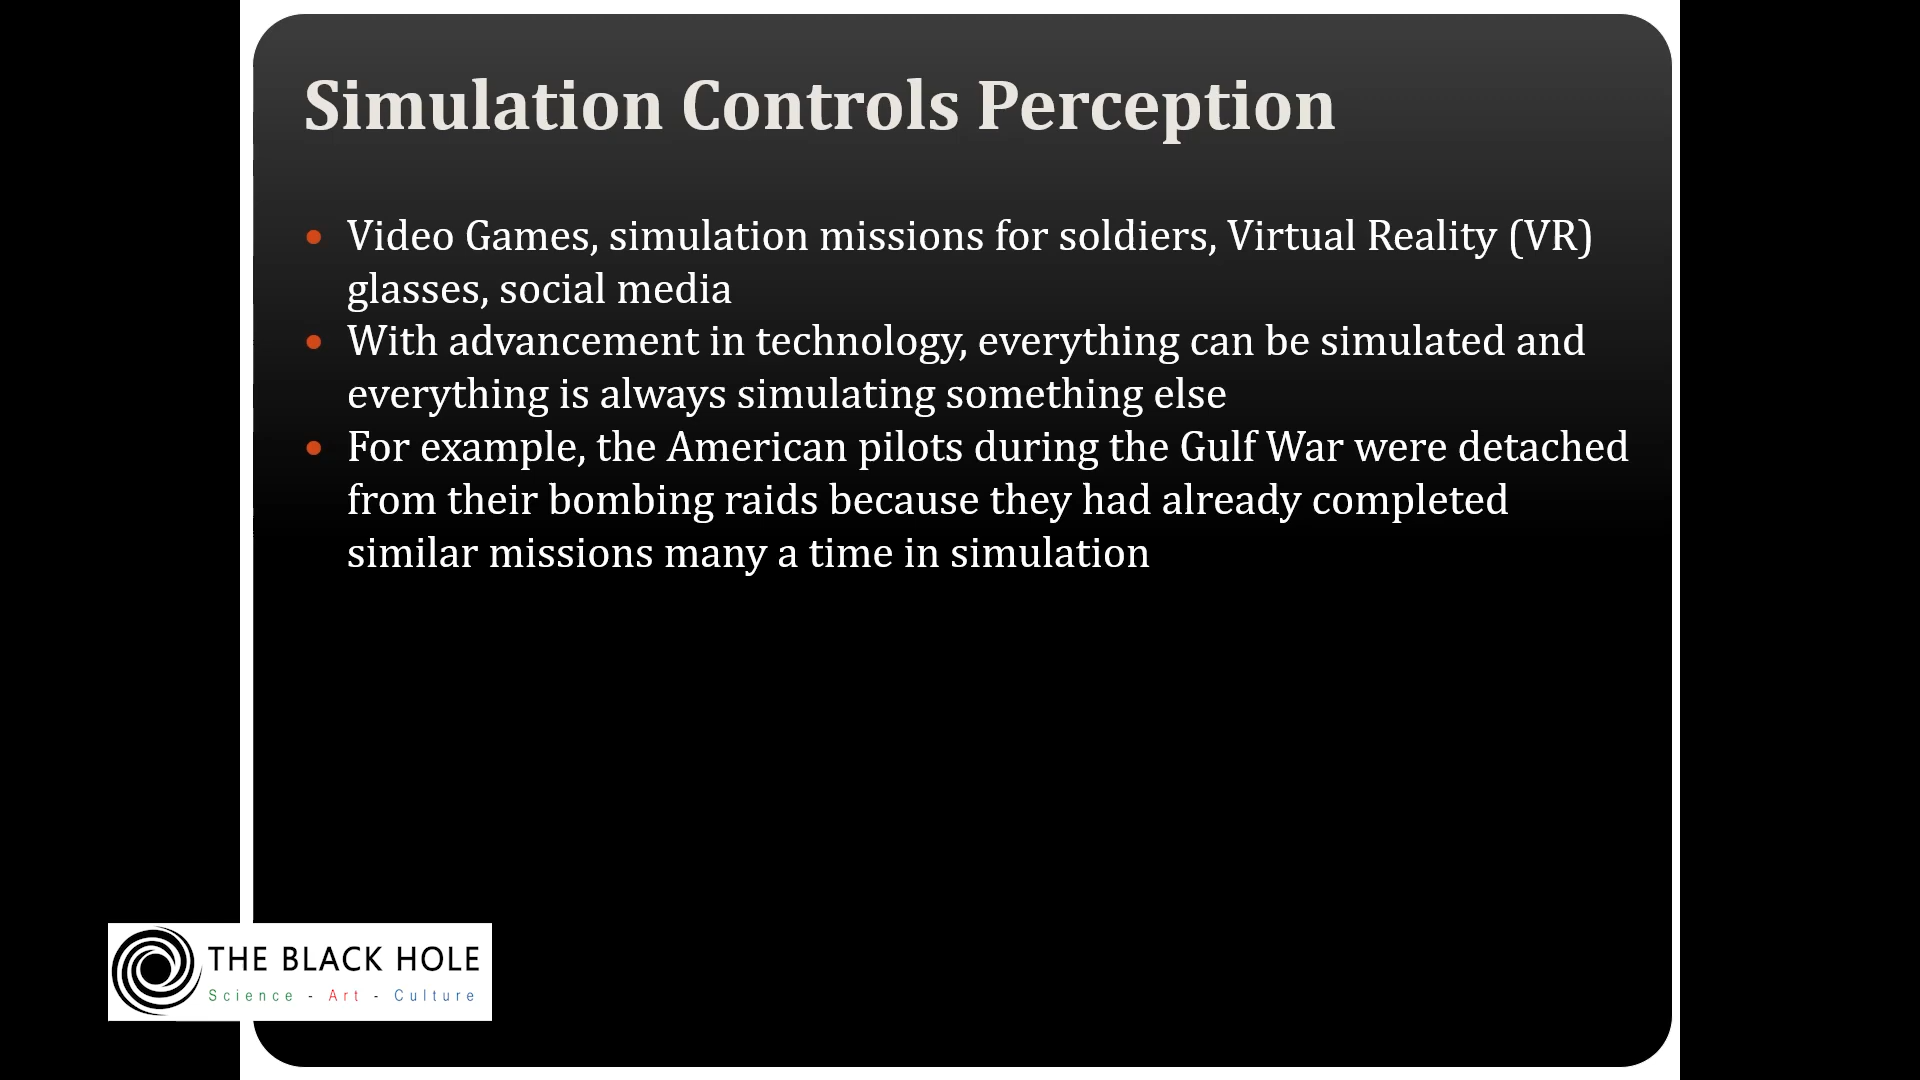 Simulation Controls Perception
Video Games, simulation missions for soldiers, Virtual Reality (VR)
glasses, social media
With advancement in technology, everything can be simulated and
everything is always simulating something else
For example, the American pilots during the Gulf War were detached
from their bombing raids because they had already completed
similar missions many a time in simulation
THE BLACK HOLE
Science - Art - Culture